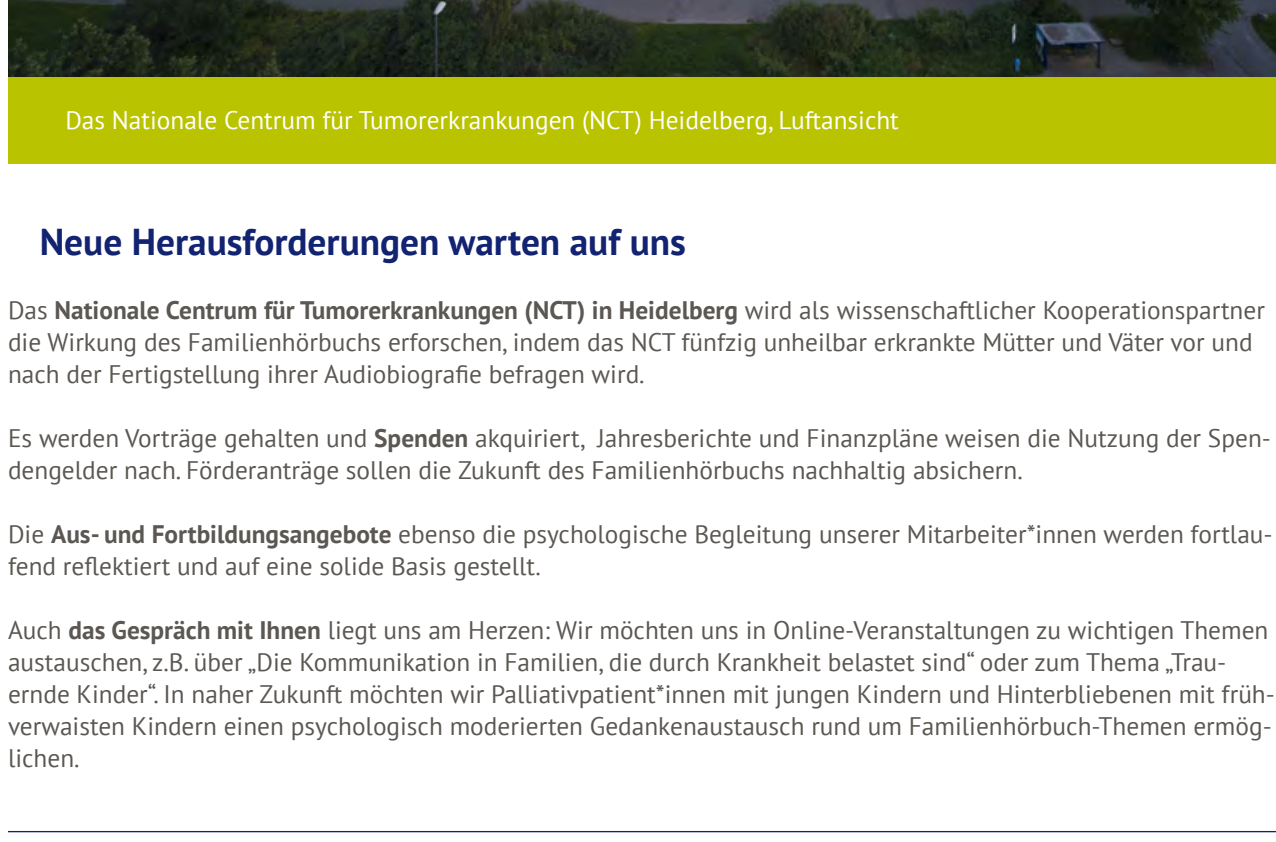 Das Nationale Centrum für Tumorerkrankungen (NCT) Heidelberg, Luftansicht
Neue Herausforderungen warten auf uns
Das Nationale Centrum für Tumorerkrankungen (NCT) in Heidelberg wird als wissenschaftlicher Kooperationspartner
die Wirkung des Familienhörbuchs erforschen, indem das NCT fünfzig unheilbar erkrankte Mütter und Väter vor und
nach der Fertigstellung ihrer Audiobiografie befragen wird.
Es werden Vorträge gehalten und Spenden akquiriert, Jahresberichte und Finanzpläne weisen die Nutzung der Spen-
dengelder nach. Förderanträge sollen die Zukunft des Familienhörbuchs nachhaltig absichern.
Die Aus- und Fortbildungsangebote ebenso die psychologische Begleitung unserer Mitarbeiter*innen werden fortlau-
fend reflektiert und auf eine solide Basis gestellt.
Auch das Gespräch mit Ihnen liegt uns am Herzen: Wir möchten uns in Online-Veranstaltungen zu wichtigen Themen
austauschen, z.B. über „Die Kommunikation in Familien, die durch Krankheit belastet sind“ oder zum Thema „Trau-
ernde Kinder“. In naher Zukunft möchten wir Palliativpatient*innen mit jungen Kindern und Hinterbliebenen mit früh-
verwaisten Kindern einen psychologisch moderierten Gedankenaustausch rund um Familienhörbuch-Themen ermög-
lichen.